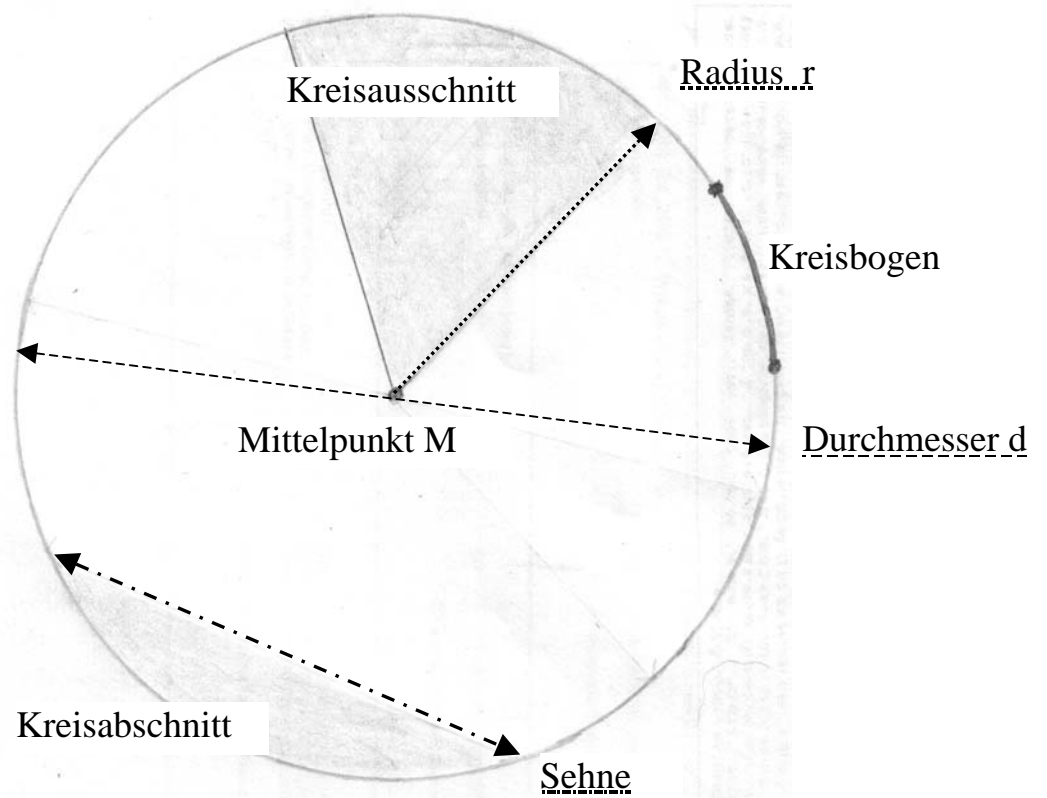 Radius r
Kreisausschnitt
Kreisbogen
Mittelpunkt M
Durchmesser d
Kreisabschnitt
Sehne